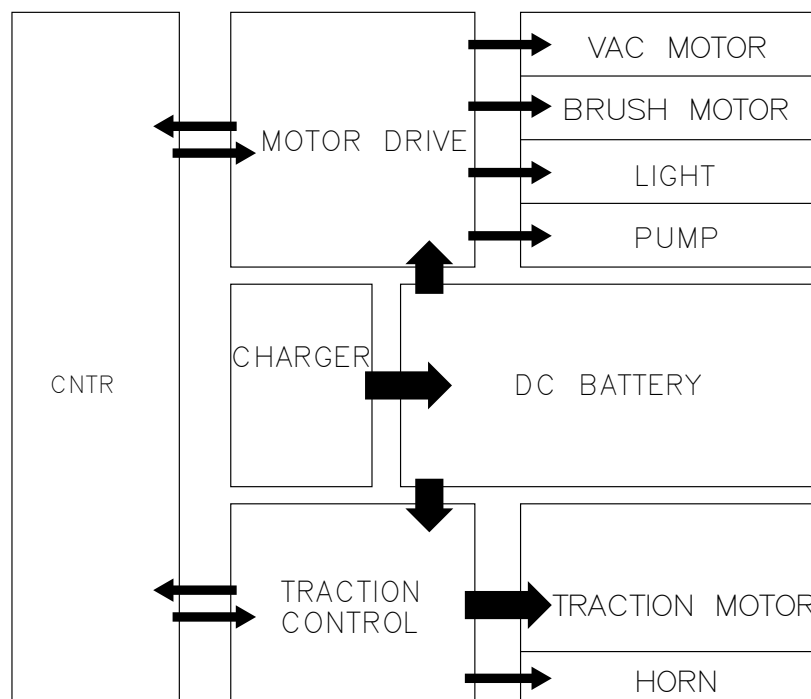 VAC MOTOR
BRUSH MOTOR
MOTOR DRIVE
LIGHT
PUMP
CHARGER
CNTR
DC BATTERY
TRACTION
CONTROL
TRACTION MOTOR
HORN